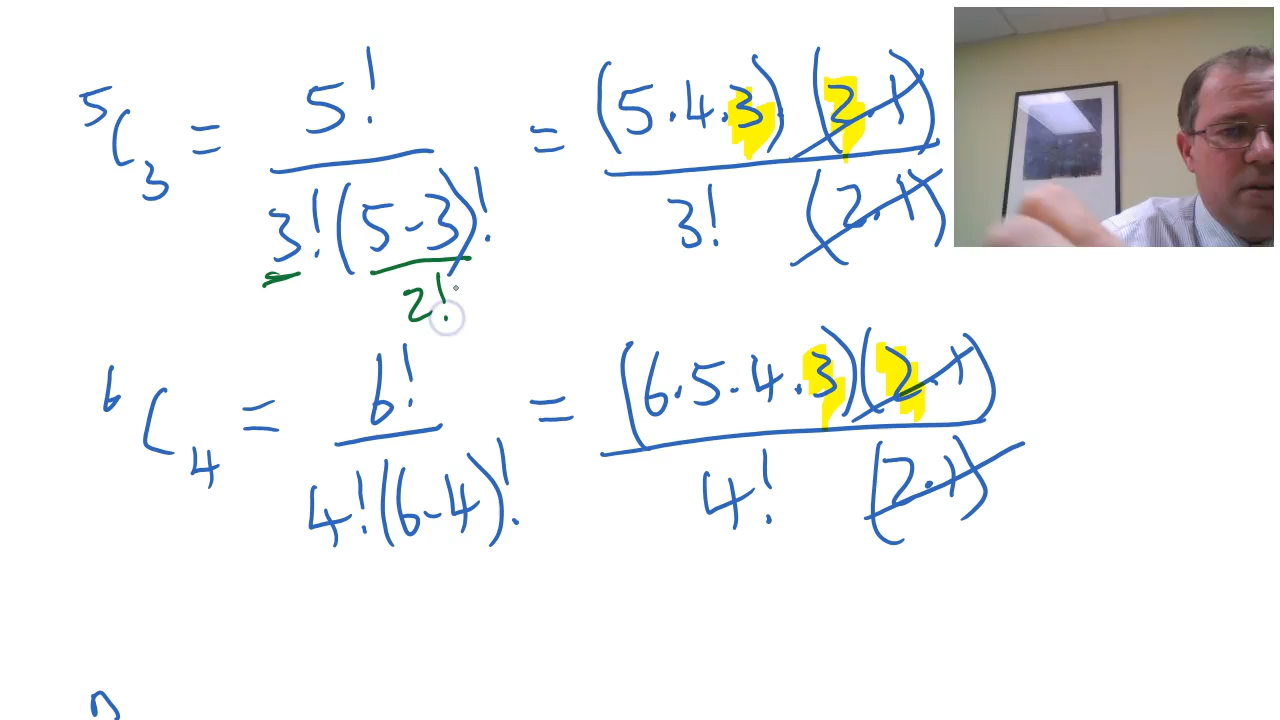 ⁵C₃ = 5! / 3!(5-3)! = (5·4·3)(2·1) / 3! (2·1)
2!
⁶C₄ = 6! / 4!(6-4)! = (6·5·4·3)(2·1) / 4! (2·1)
n